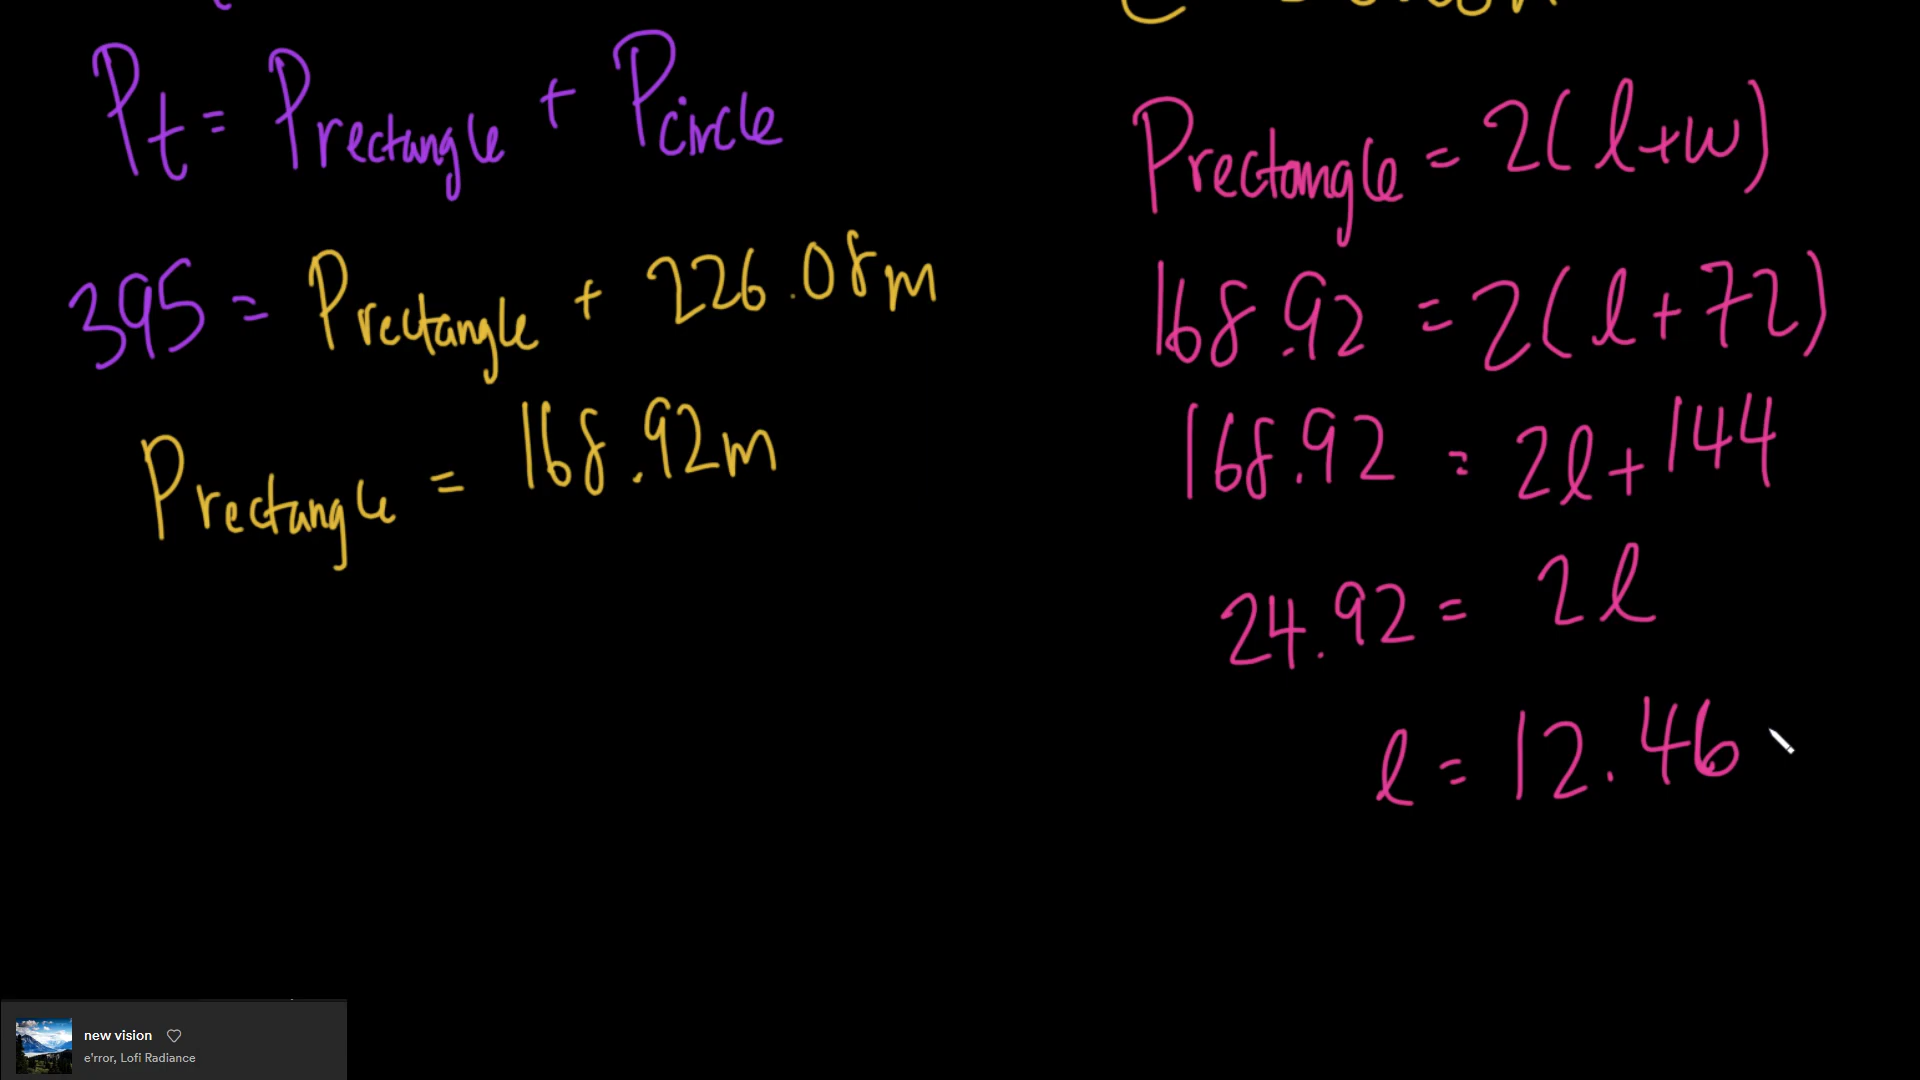 Pt = Prectangle + Pcircle
395 = Prectangle + 226.08m
Prectangle = 168.92m
Prectangle = 2(l+w)
168.92 = 2(l+72)
168.92 = 2l+144
24.92 = 2l
l = 12.46
new vision
e'rror, Lofi Radiance